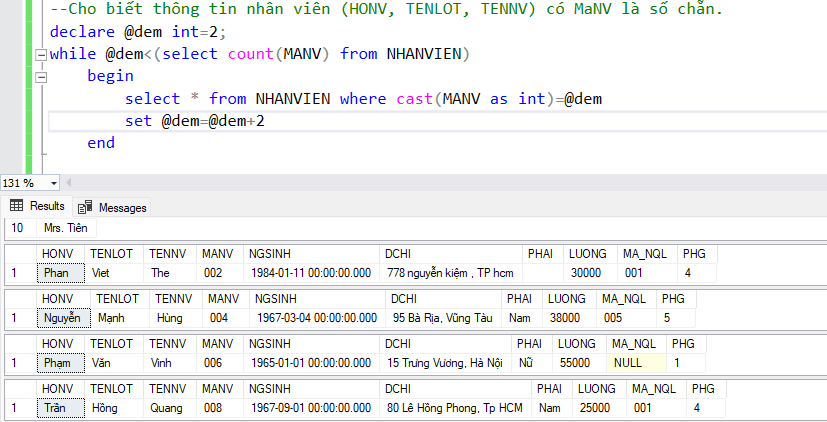 --Cho biết thông tin nhân viên (HONV, TENLOT, TENNV) có MaNV là số chẵn.
declare @dem int=2;
while @dem<(select count(MANV) from NHANVIEN)
begin
select * from NHANVIEN where cast(MANV as int)=@dem
set @dem=@dem+2
end
131 %
Results Messages
10 Mrs. Tiên
HONV TENLOT TENNV MANV NGSINH DCHI PHAI LUONG MA_NQL PHG
1 Phan Viet The 002 1984-01-11 00:00:00.000 778 nguyễn kiệm , TP hcm 30000 001 4
HONV TENLOT TENNV MANV NGSINH DCHI PHAI LUONG MA_NQL PHG
1 Nguyễn Mạnh Hùng 004 1967-03-04 00:00:00.000 95 Bà Rịa, Vũng Tàu Nam 38000 005 5
HONV TENLOT TENNV MANV NGSINH DCHI PHAI LUONG MA_NQL PHG
1 Phạm Văn Vinh 006 1965-01-01 00:00:00.000 15 Trưng Vương, Hà Nội Nữ 55000 NULL 1
HONV TENLOT TENNV MANV NGSINH DCHI PHAI LUONG MA_NQL PHG
1 Trần Hồng Quang 008 1967-09-01 00:00:00.000 80 Lê Hồng Phong, Tp HCM Nam 25000 001 4